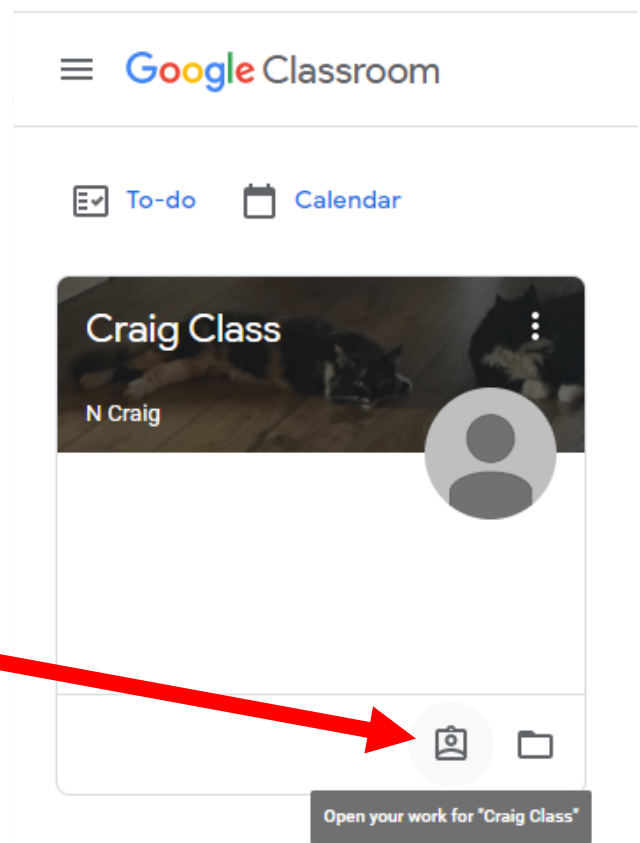 Google Classroom
To-do Calendar
Craig Class
N Craig
Open your work for "Craig Class"